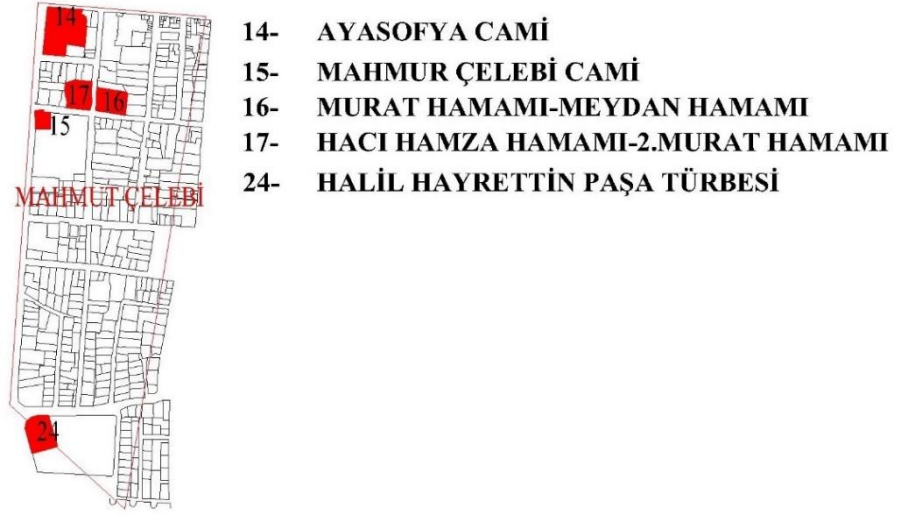 14- AYASOFYA CAMİ
15- MAHMUR ÇELEBİ CAMİ
16- MURAT HAMAMI-MEYDAN HAMAMI
17- HACI HAMZA HAMAMI-2.MURAT HAMAMI
24- HALİL HAYRETTİN PAŞA TÜRBESİ
14
17
16
15
MAHMUT ÇELEBİ
24